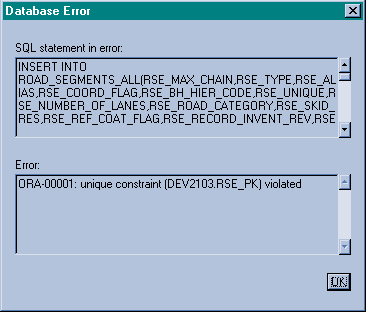 Database Error
SQL statement in error:
INSERT INTO
ROAD_SEGMENTS_ALL(RSE_MAX_CHAIN,RSE_TYPE,RSE_AL
IAS,RSE_COORD_FLAG,RSE_BH_HIER_CODE,RSE_UNIQUE,R
SE_NUMBER_OF_LANES,RSE_ROAD_CATEGORY,RSE_SKID_
RES,RSE_REF_COAT_FLAG,RSE_RECORD_INVENT_REV,RSE
Error:
ORA-00001: unique constraint (DEV2103.RSE_PK) violated
OK